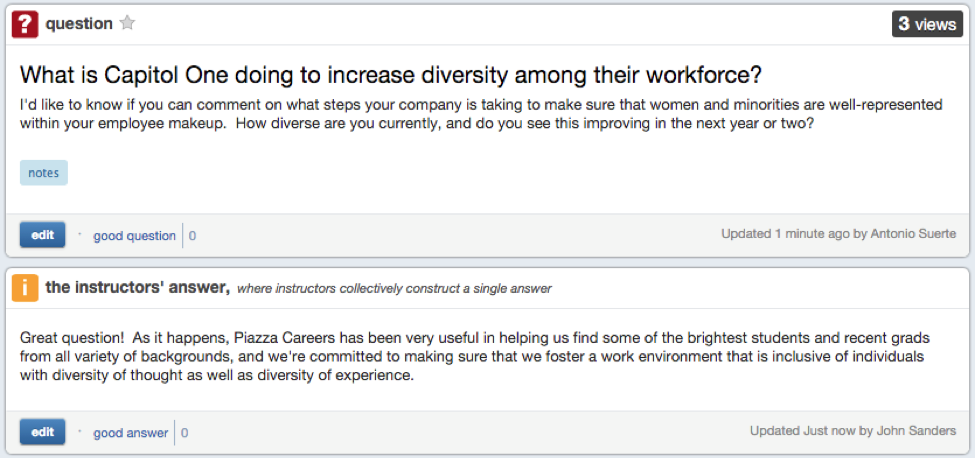 ? question 3 views
What is Capitol One doing to increase diversity among their workforce?
I'd like to know if you can comment on what steps your company is taking to make sure that women and minorities are well-represented
within your employee makeup.  How diverse are you currently, and do you see this improving in the next year or two?
notes
edit · good question 0 Updated 1 minute ago by Antonio Suerte
i the instructors' answer, where instructors collectively construct a single answer
Great question!  As it happens, Piazza Careers has been very useful in helping us find some of the brightest students and recent grads
from all variety of backgrounds, and we're committed to making sure that we foster a work environment that is inclusive of individuals
with diversity of thought as well as diversity of experience.
edit · good answer 0 Updated Just now by John Sanders